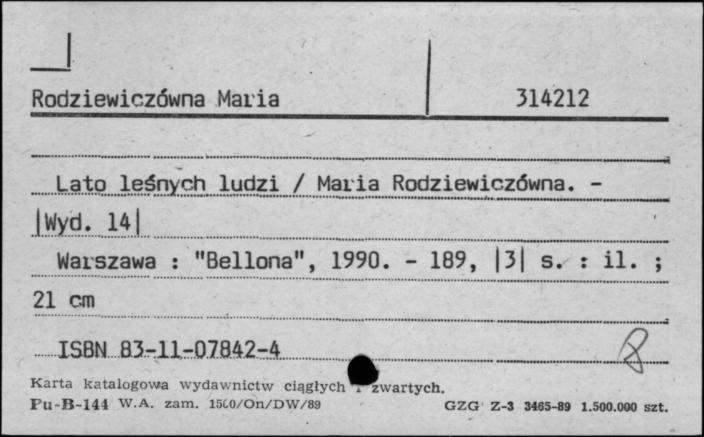 Rodziewiczówna Maria 314212
Lato leśnych ludzi / Maria Rodziewiczówna. -
|Wyd. 14|
Warszawa : "Bellona", 1990. - 189, |3| s. : il. ;
21 cm
ISBN 83-11-07842-4
8
Karta katalogowa wydawnictw ciągłych i zwartych.
Pu-B-144 W.A. zam. 1500/On/DW/89 GZG Z-3 3465-89 1.500.000 szt.